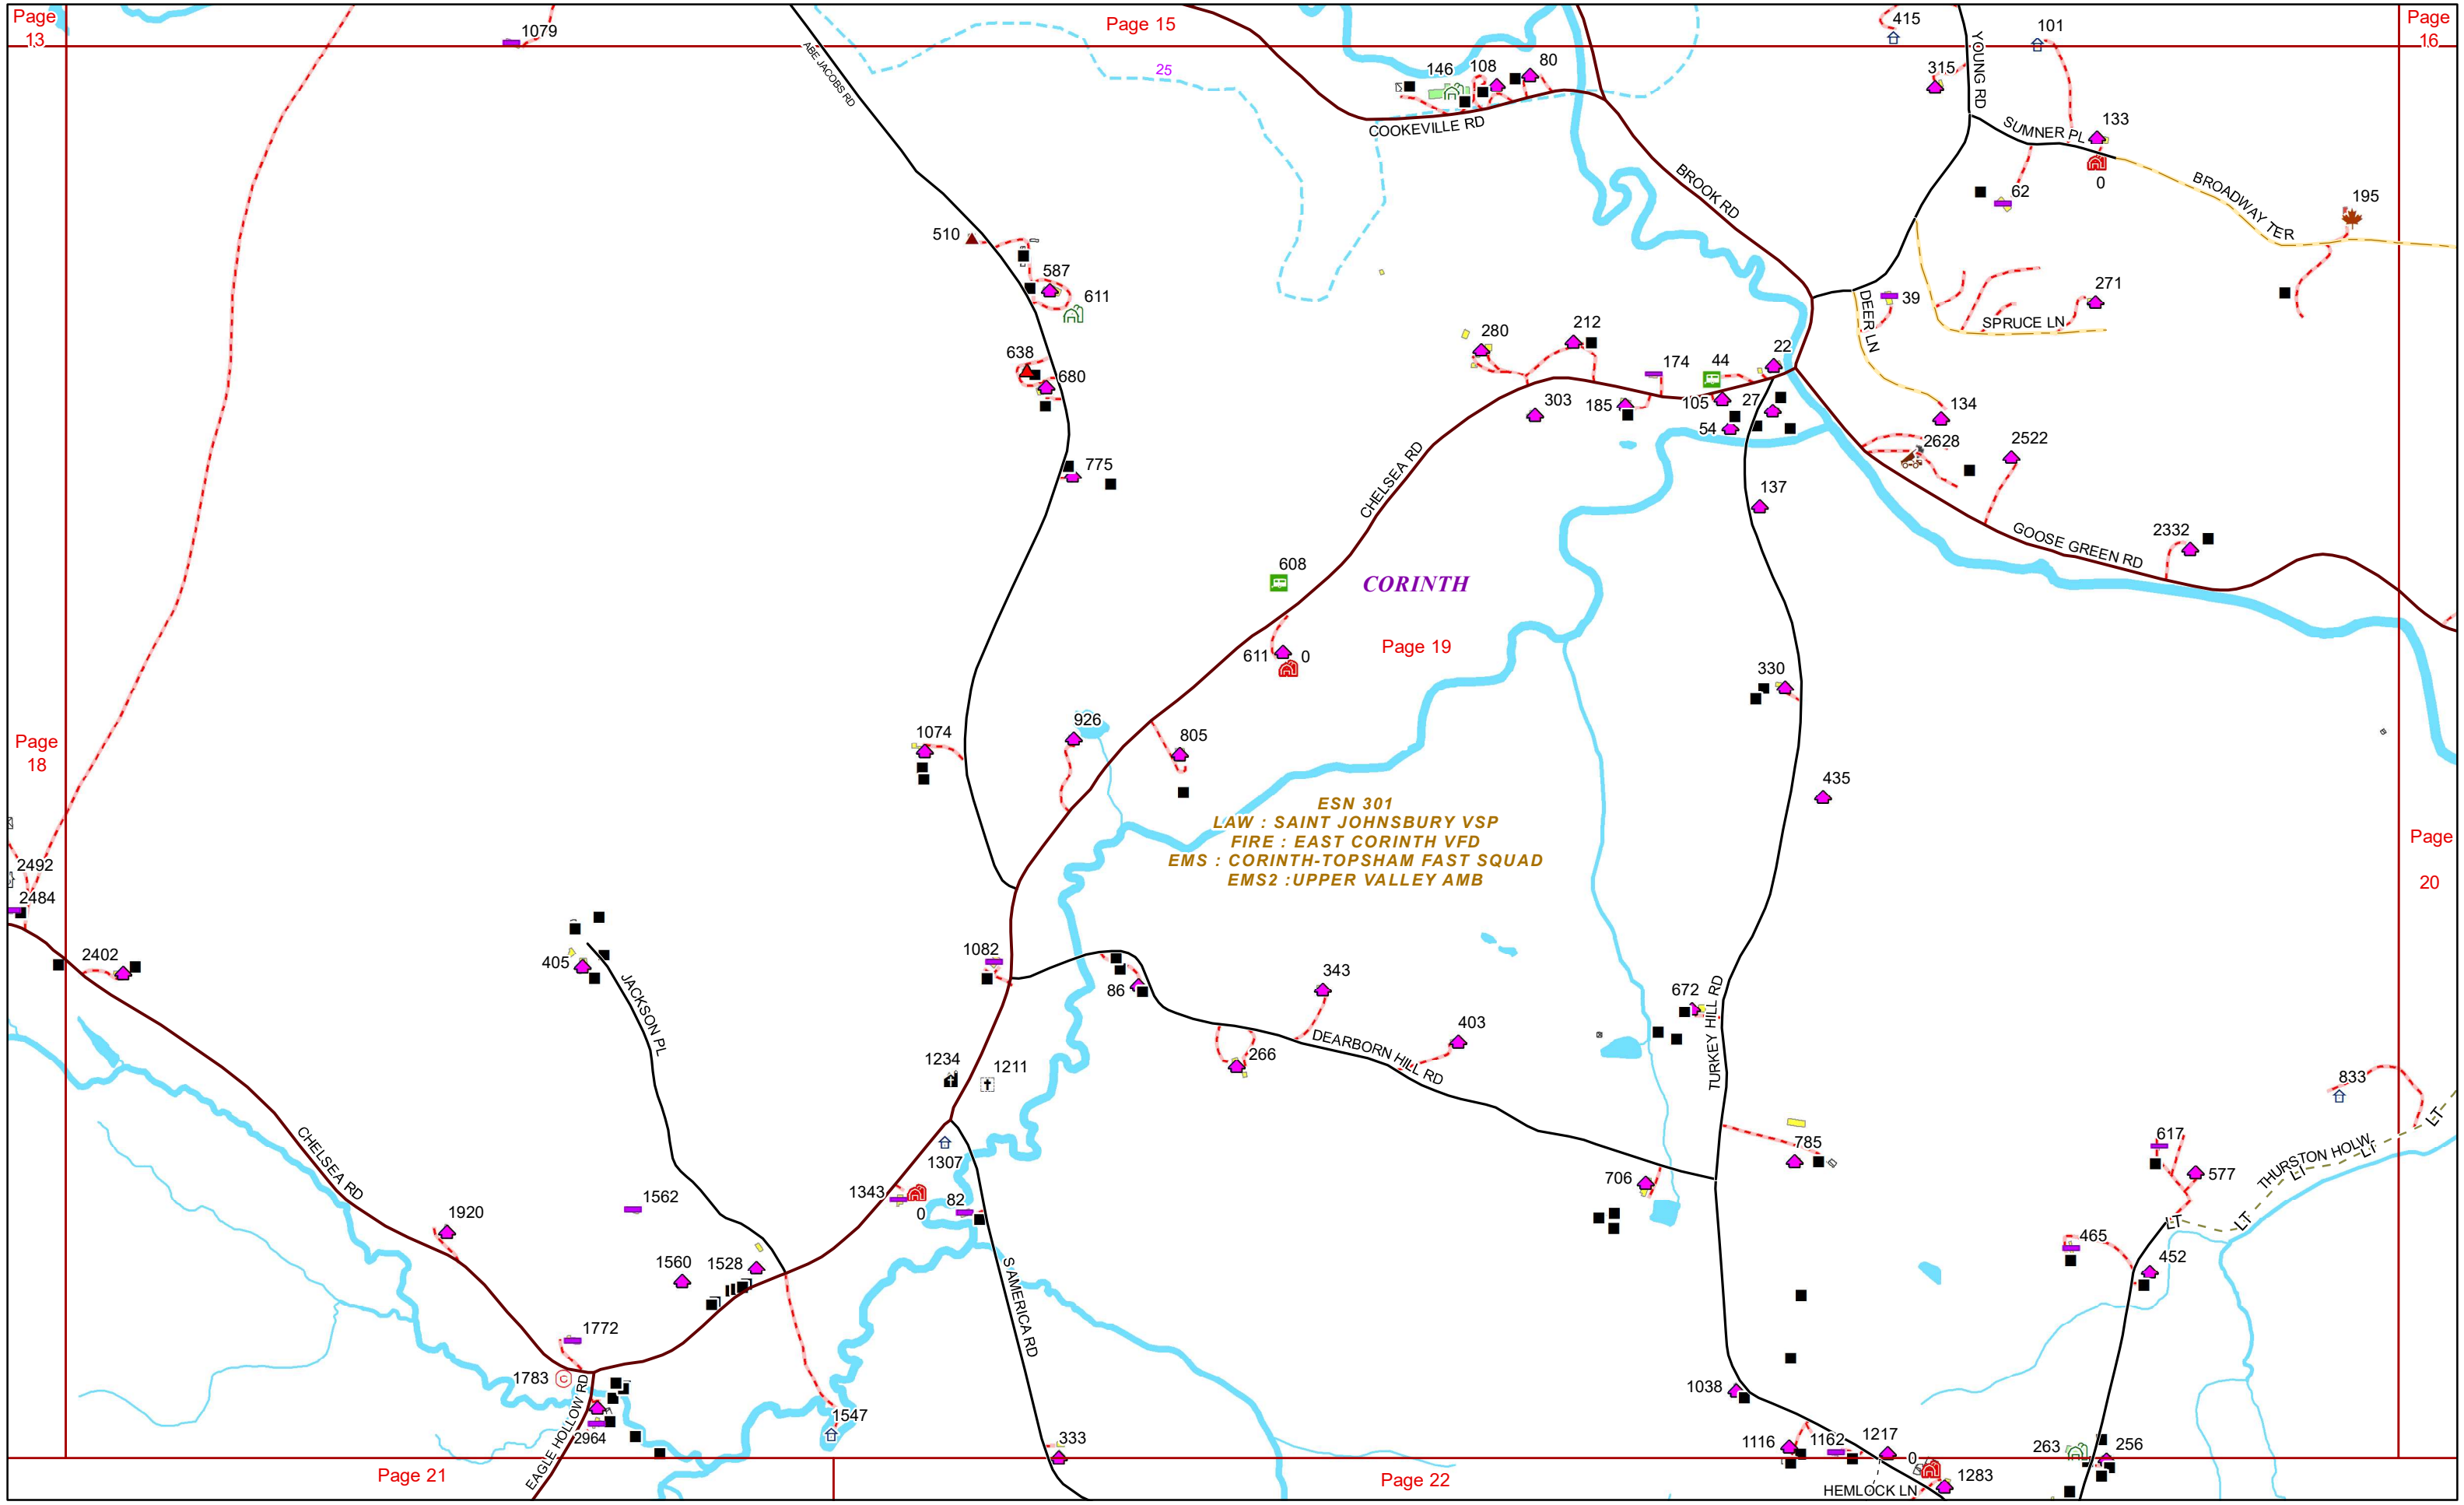 Page
13
1079
ABE JACOBS RD
Page 15
25
415
YOUNG RD
101
Page
16
146
108
80
COOKEVILLE RD
315
SUMNER PL
133
0
62
BROOK RD
BROADWAY TER
195
510
587
611
638
680
775
280
212
174
44
22
303
185
105
27
54
DEER LN
39
271
SPRUCE LN
134
2628
2522
137
GOOSE GREEN RD
2332
CHELSEA RD
608
CORINTH
Page 19
611
0
330
Page
18
1074
926
805
435
ESN 301
LAW : SAINT JOHNSBURY VSP
FIRE : EAST CORINTH VFD
EMS : CORINTH-TOPSHAM FAST SQUAD
EMS2 :UPPER VALLEY AMB
Page
20
2492
2484
2402
405
JACKSON PL
1082
86
343
403
266
DEARBORN HILL RD
672
TURKEY HILL RD
1234
1211
833
CHELSEA RD
1307
1343
0
82
706
785
617
577
THURSTON HOLW
LT
LT
LT
LT
LT
1562
1920
1560
1528
S AMERICA RD
465
452
1772
1783
EAGLE HOLLOW RD
2964
1547
333
1038
1116
1162
1217
0
1283
HEMLOCK LN
263
256
Page 21
Page 22